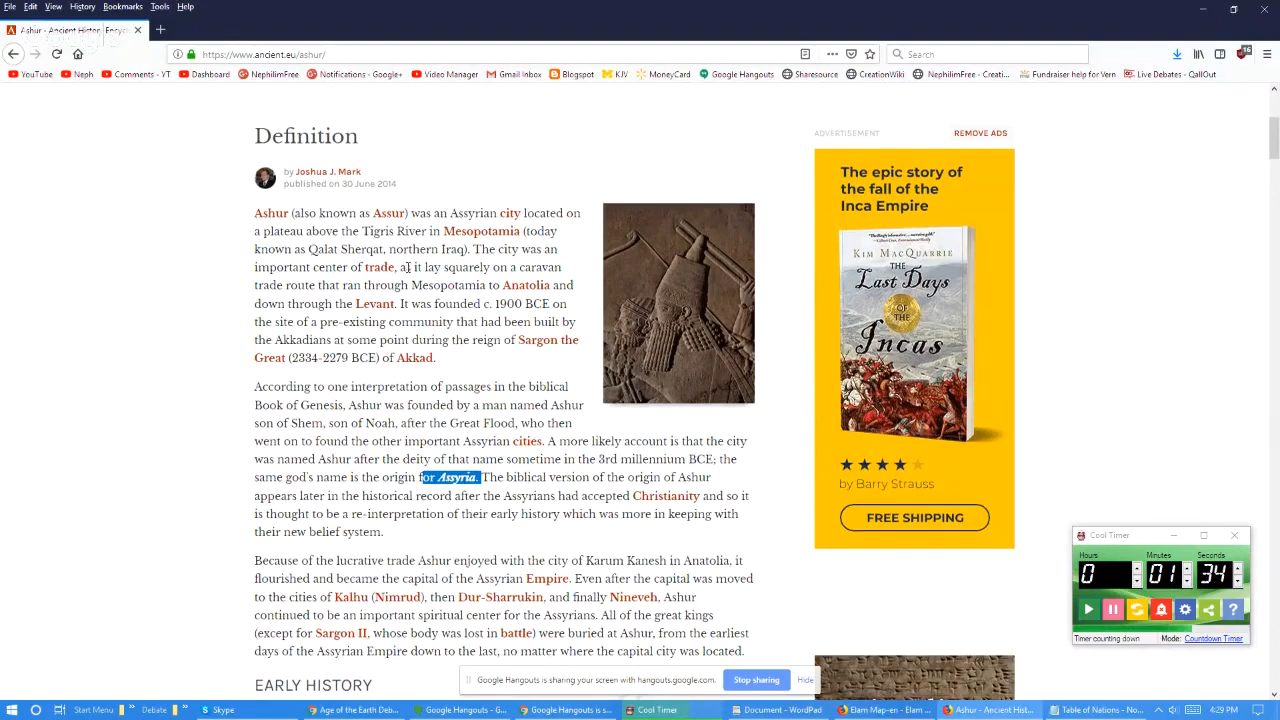 File Edit View History Bookmarks Tools Help
Ashur - Ancient History Encyc
https://www.ancient.eu/ashur/
Search
YouTube Neph Comments - YT Dashboard NephilimFree Notifications - Google+ Video Manager Gmail Inbox Blogspot KJV MoneyCard Google Hangouts Sharesource CreationWiki NephilimFree - Creati... Fundraiser help for Vern Live Debates - QallOut
Definition
by Joshua J. Mark
published on 30 June 2014
Ashur (also known as Assur) was an Assyrian city located on
a plateau above the Tigris River in Mesopotamia (today
known as Qalat Sherqat, northern Iraq). The city was an
important center of trade, as it lay squarely on a caravan
trade route that ran through Mesopotamia to Anatolia and
down through the Levant. It was founded c. 1900 BCE on
the site of a pre-existing community that had been built by
the Akkadians at some point during the reign of Sargon the
Great (2334-2279 BCE) of Akkad.
According to one interpretation of passages in the biblical
Book of Genesis, Ashur was founded by a man named Ashur
son of Shem, son of Noah, after the Great Flood, who then
went on to found the other important Assyrian cities. A more likely account is that the city
was named Ashur after the deity of that name sometime in the 3rd millennium BCE; the
same god's name is the origin for Assyria. The biblical version of the origin of Ashur
appears later in the historical record after the Assyrians had accepted Christianity and so it
is thought to be a re-interpretation of their early history which was more in keeping with
their new belief system.
Because of the lucrative trade Ashur enjoyed with the city of Karum Kanesh in Anatolia, it
flourished and became the capital of the Assyrian Empire. Even after the capital was moved
to the cities of Kalhu (Nimrud), then Dur-Sharrukin, and finally Nineveh, Ashur
continued to be an important spiritual center for the Assyrians. All of the great kings
(except for Sargon II, whose body was lost in battle) were buried at Ashur, from the earliest
days of the Assyrian Empire down to the last, no matter where the capital city was located.
EARLY HISTORY
ADVERTISEMENT REMOVE ADS
The epic story of
the fall of the
Inca Empire
KIM MACQUARRIE
THE
Last Days
OF
THE
Incas
by Barry Strauss
FREE SHIPPING
Cool Timer
Hours Minutes Seconds
0 01 34
Timer counting down Mode: Countdown Timer
Google Hangouts is sharing your screen with hangouts.google.com. Stop sharing Hide
Start Menu Debate Skype Age of the Earth Deb... Google Hangouts - G... Google Hangouts is s... Cool Timer Document - WordPad Elam Map-en - Elam ... Ashur - Ancient Hist... Table of Nations - No... 4:29 PM